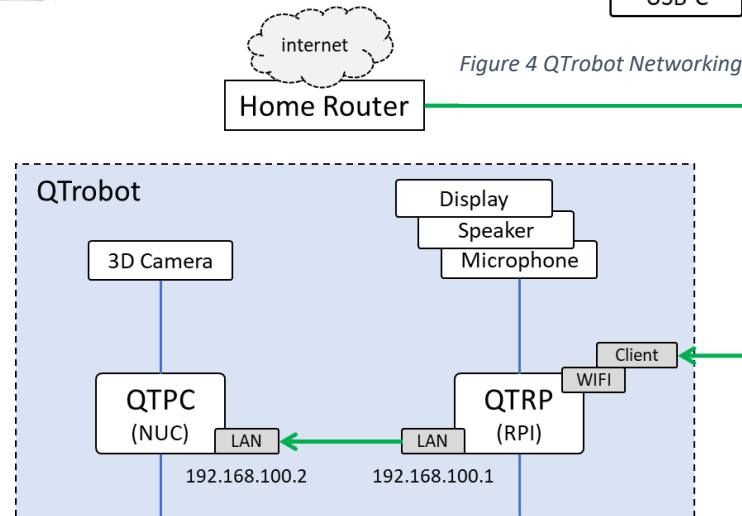 USB-C
internet
Figure 4 QTrobot Networking
Home Router
QTrobot
Display
Speaker
Microphone
3D Camera
Client
WIFI
QTPC
(NUC)
LAN
LAN
QTRP
(RPI)
192.168.100.2
192.168.100.1